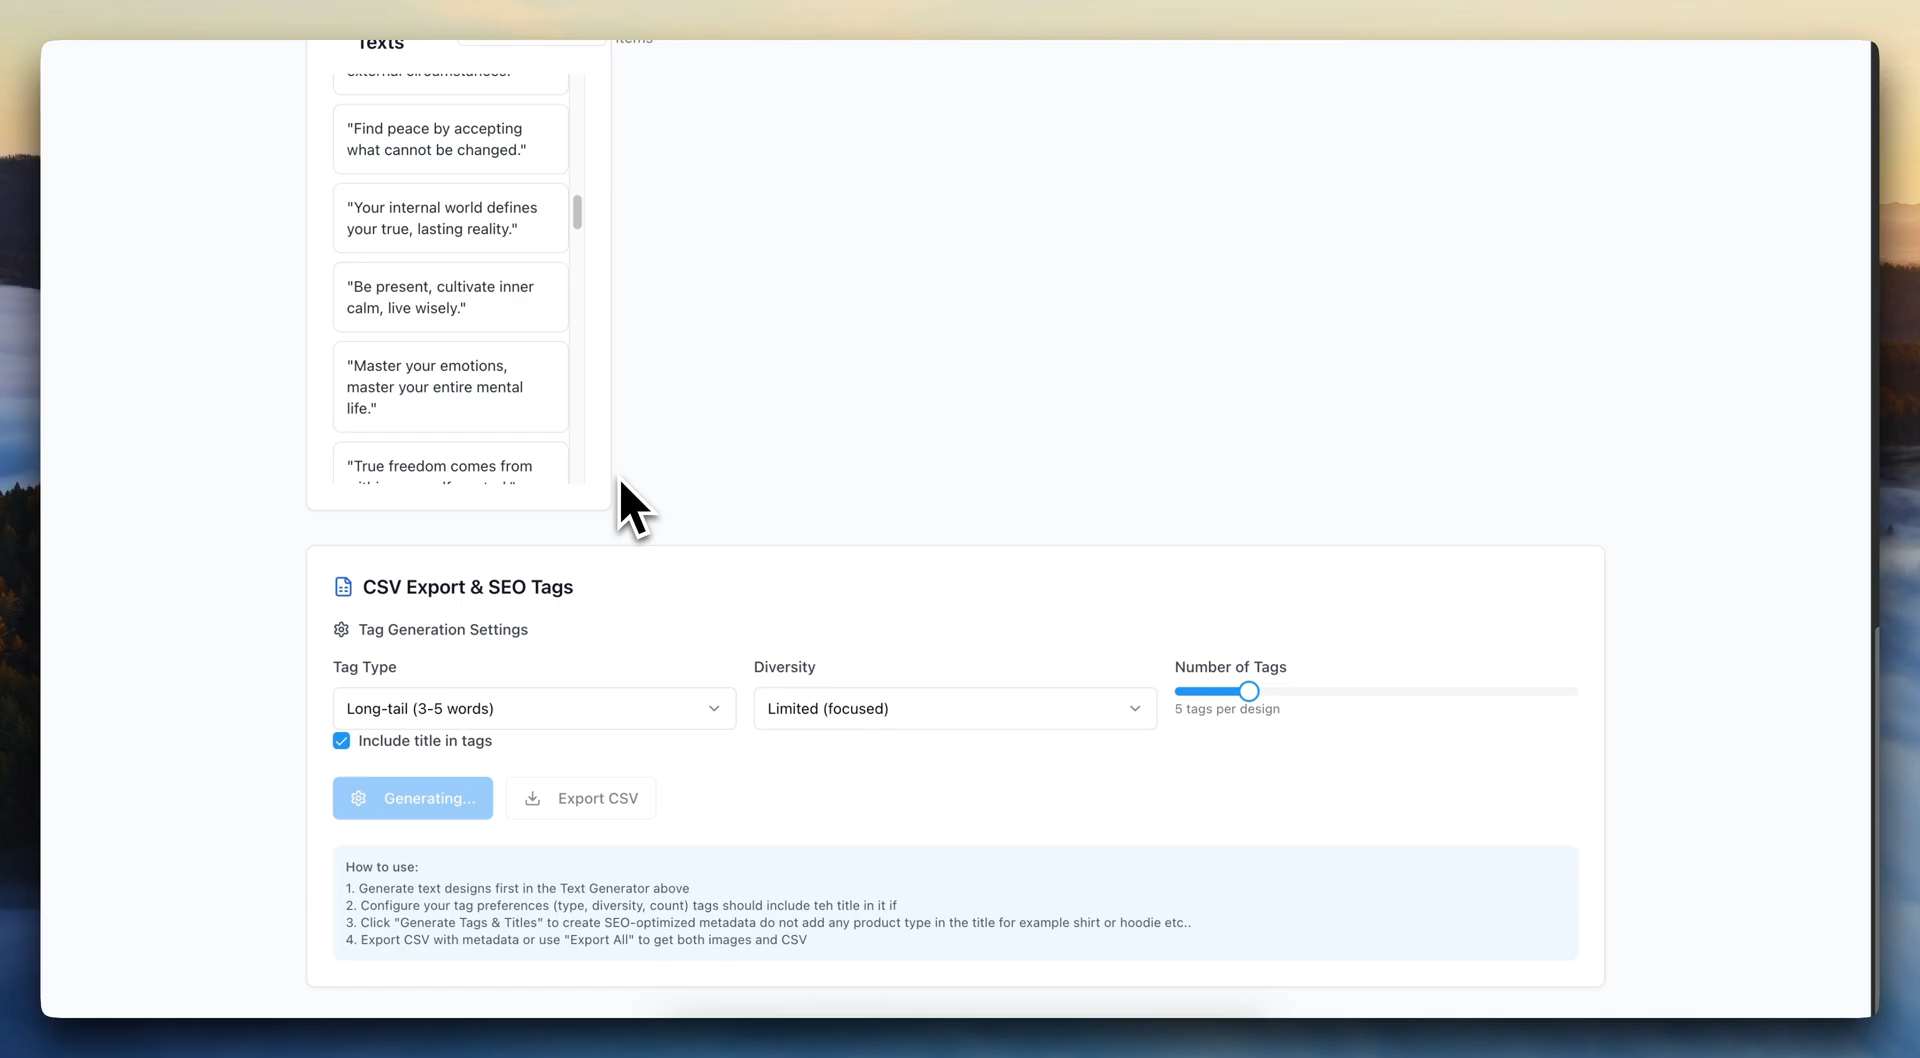 Texts
items
external circumstances."
"Find peace by accepting
what cannot be changed."
"Your internal world defines
your true, lasting reality."
"Be present, cultivate inner
calm, live wisely."
"Master your emotions,
master your entire mental
life."
"True freedom comes from
CSV Export & SEO Tags
Tag Generation Settings
Tag Type
Diversity
Number of Tags
Long-tail (3-5 words)
Limited (focused)
5 tags per design
Include title in tags
Generating...
Export CSV
How to use:
1. Generate text designs first in the Text Generator above
2. Configure your tag preferences (type, diversity, count) tags should include teh title in it if
3. Click "Generate Tags & Titles" to create SEO-optimized metadata do not add any product type in the title for example shirt or hoodie etc..
4. Export CSV with metadata or use "Export All" to get both images and CSV